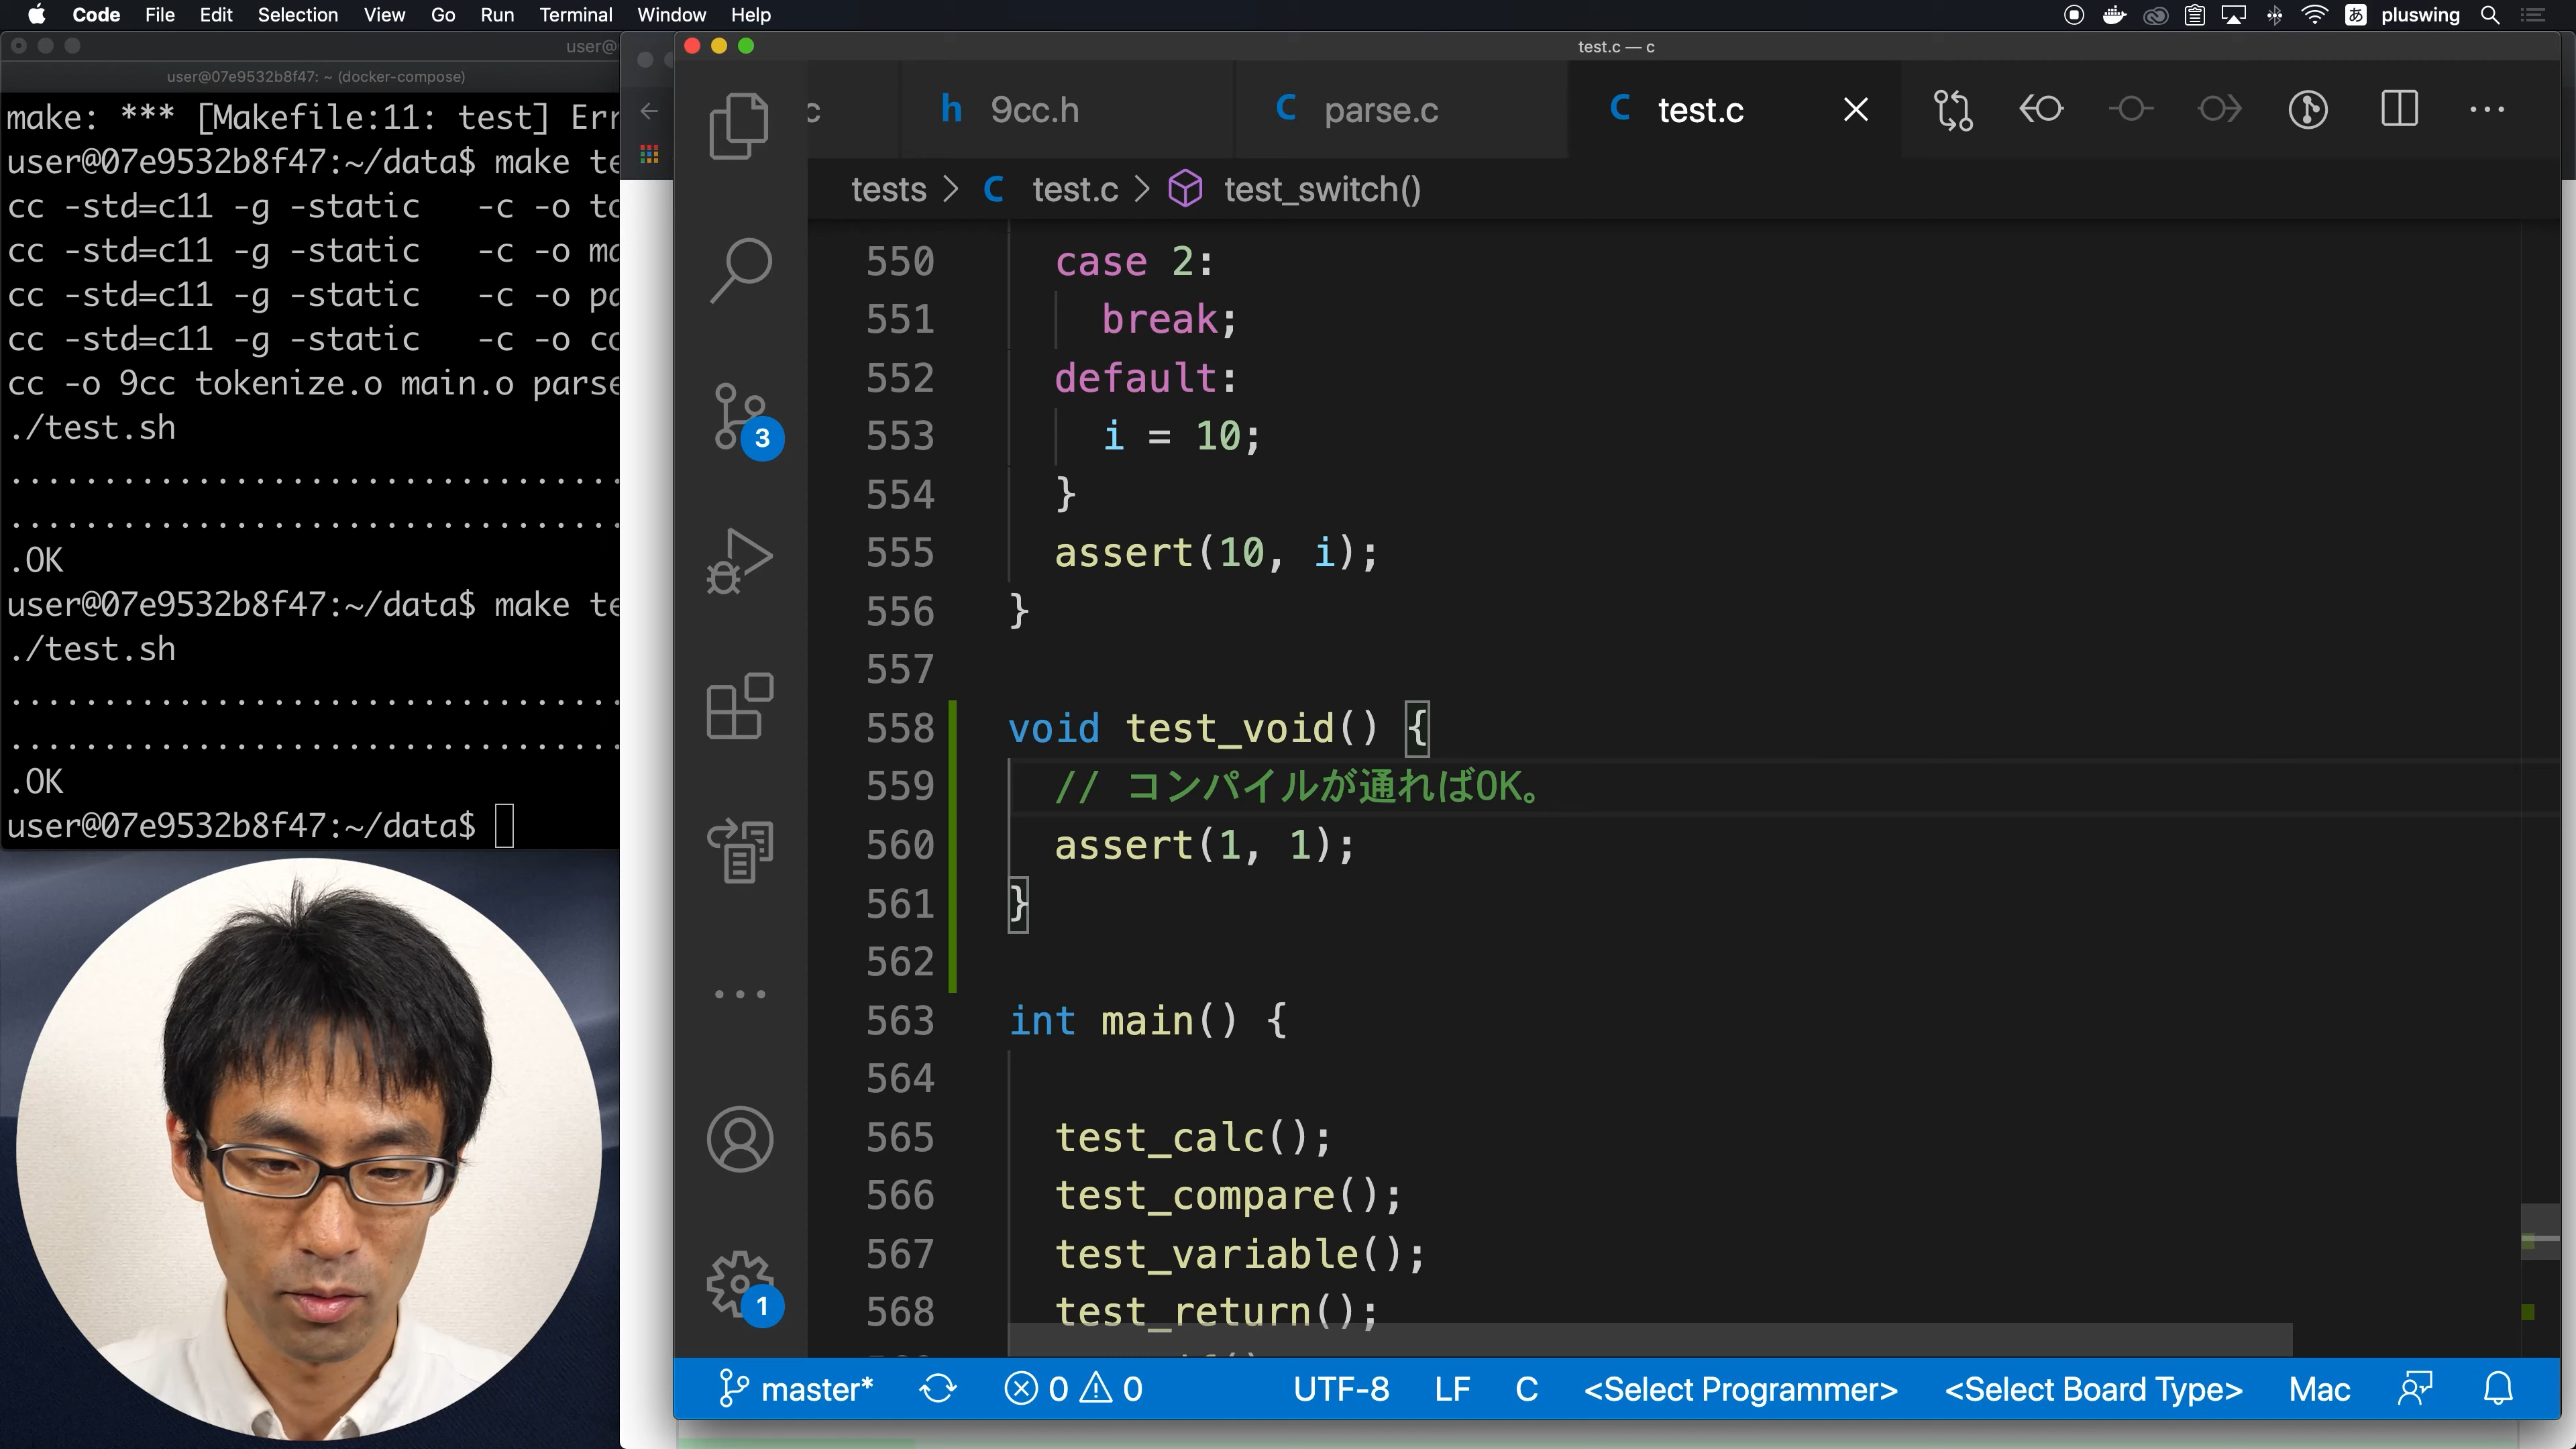 Code File Edit Selection View Go Run Terminal Window Help
あ pluswing
user@
user@07e9532b8f47: ~ (docker-compose)
make: *** [Makefile:11: test] Err
user@07e9532b8f47:~/data$ make te
cc -std=c11 -g -static   -c -o to
cc -std=c11 -g -static   -c -o ma
cc -std=c11 -g -static   -c -o pa
cc -std=c11 -g -static   -c -o co
cc -o 9cc tokenize.o main.o parse
./test.sh
..................................
..................................
.OK
user@07e9532b8f47:~/data$ make te
./test.sh
..................................
..................................
.OK
user@07e9532b8f47:~/data$
test.c — c
c
h 9cc.h
C parse.c
C test.c
tests > C test.c > test_switch()
3
1
550 case 2:
551 break;
552 default:
553 i = 10;
554 }
555 assert(10, i);
556 }
557
558 void test_void() {
559 // コンパイルが通ればOK。
560 assert(1, 1);
561 }
562
563 int main() {
564
565 test_calc();
566 test_compare();
567 test_variable();
568 test_return();
master* 0 0 UTF-8 LF C <Select Programmer> <Select Board Type> Mac